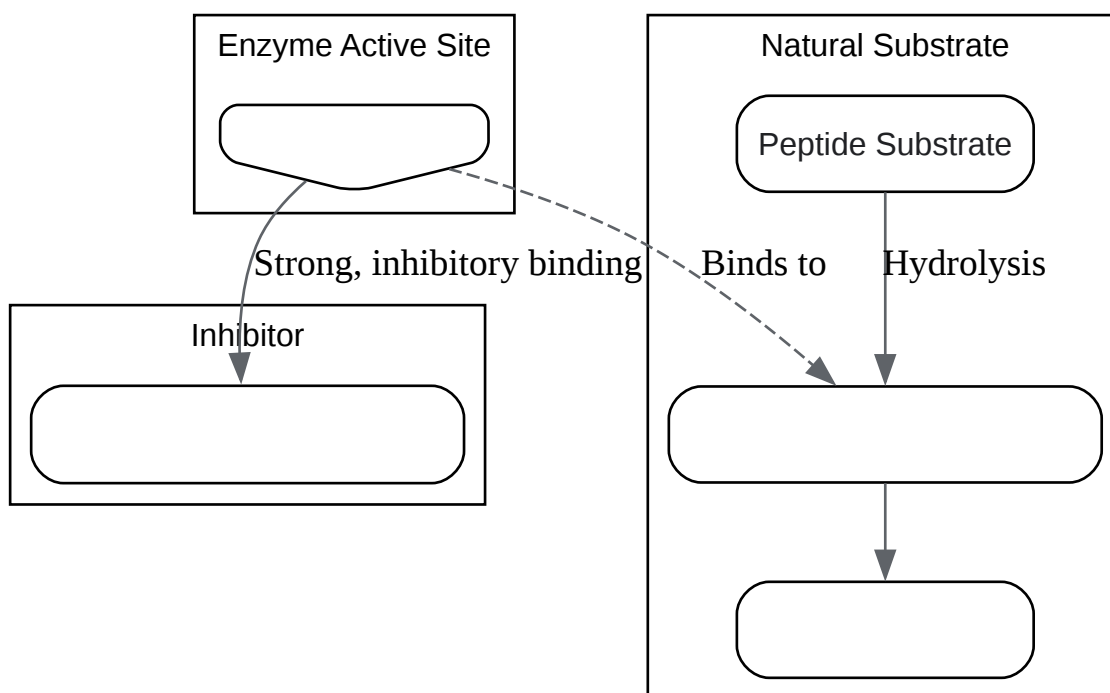 Enzyme Active Site
Natural Substrate
Peptide Substrate
Strong, inhibitory binding
Binds to
Hydrolysis
Inhibitor